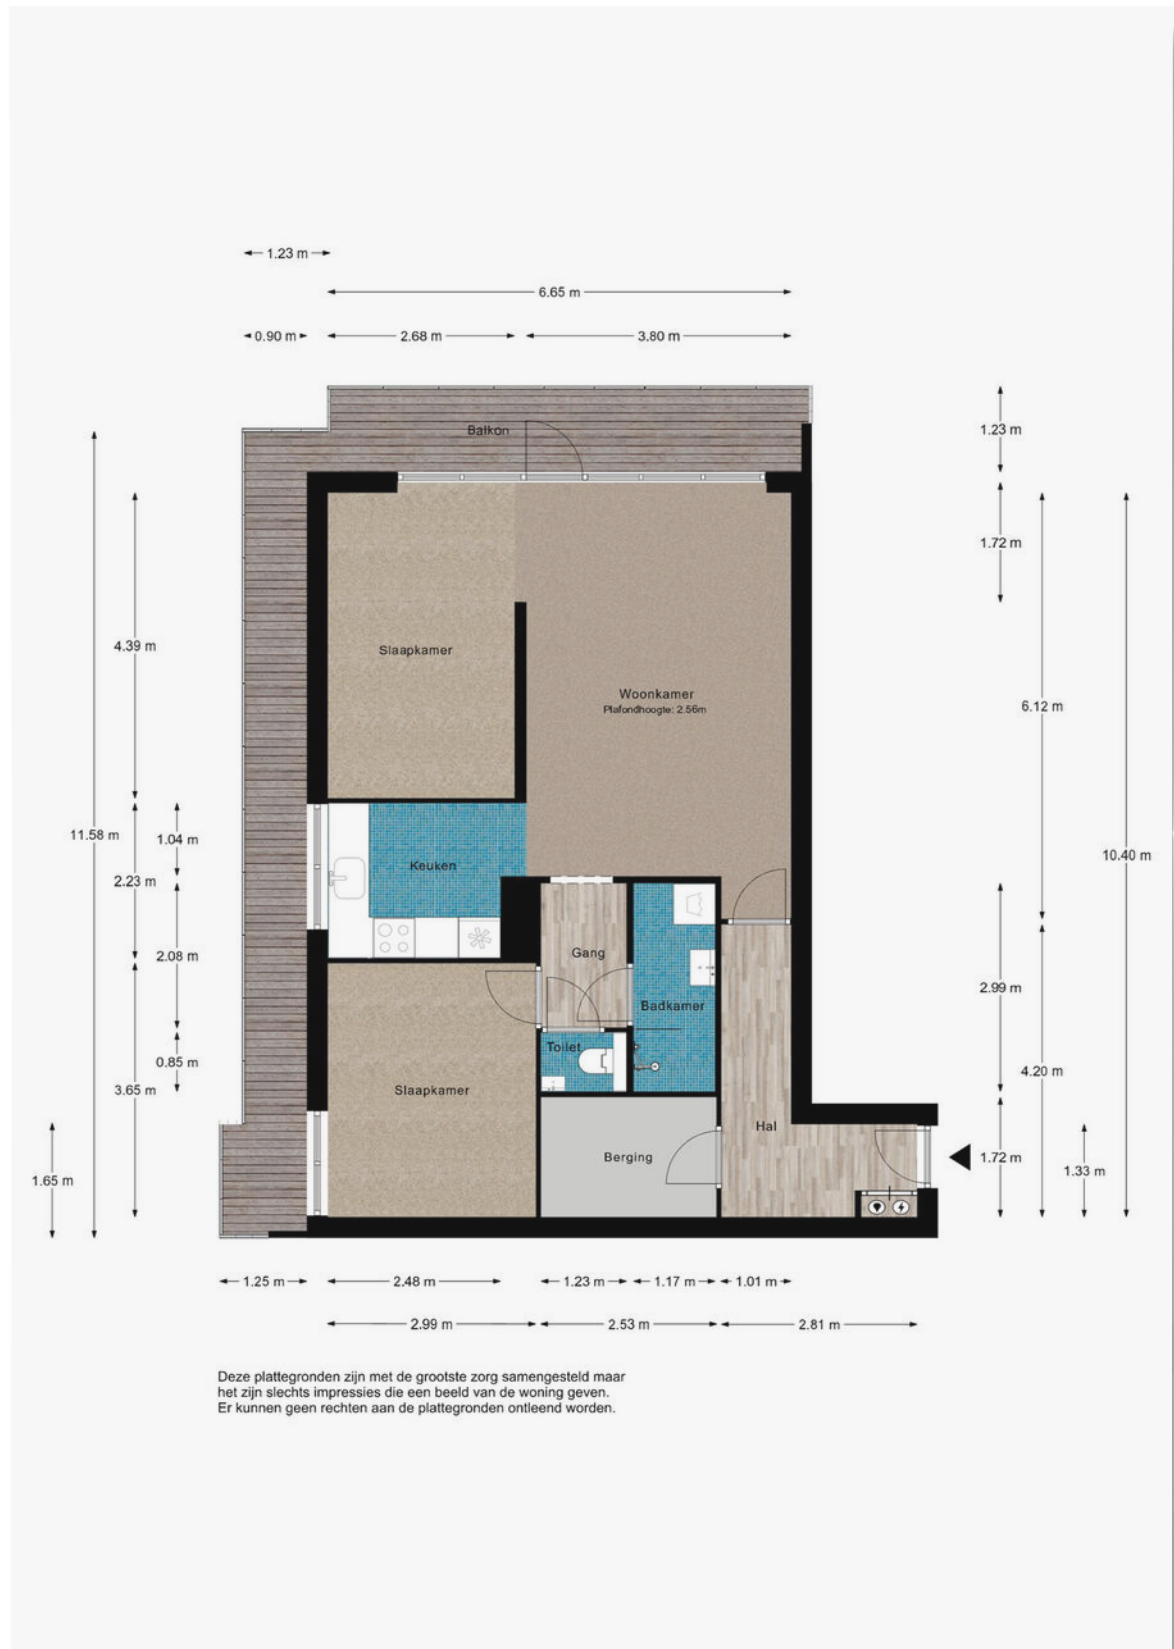 1.23 m
6.65 m
0.90 m
2.68 m
3.80 m
Balkon
1.23 m
1.72 m
4.39 m
Slaapkamer
Woonkamer
Plafondhoogte: 2.56m
6.12 m
11.58 m
1.04 m
10.40 m
Keuken
2.23 m
Gang
2.08 m
2.99 m
Badkamer
Toilet
0.85 m
3.65 m
Slaapkamer
4.20 m
Hal
Berging
1.72 m
1.33 m
1.65 m
1.25 m
2.48 m
1.23 m
1.17 m
1.01 m
2.99 m
2.53 m
2.81 m
Deze plattegronden zijn met de grootste zorg samengesteld maar
het zijn slechts impressies die een beeld van de woning geven.
Er kunnen geen rechten aan de plattegronden ontleend worden.